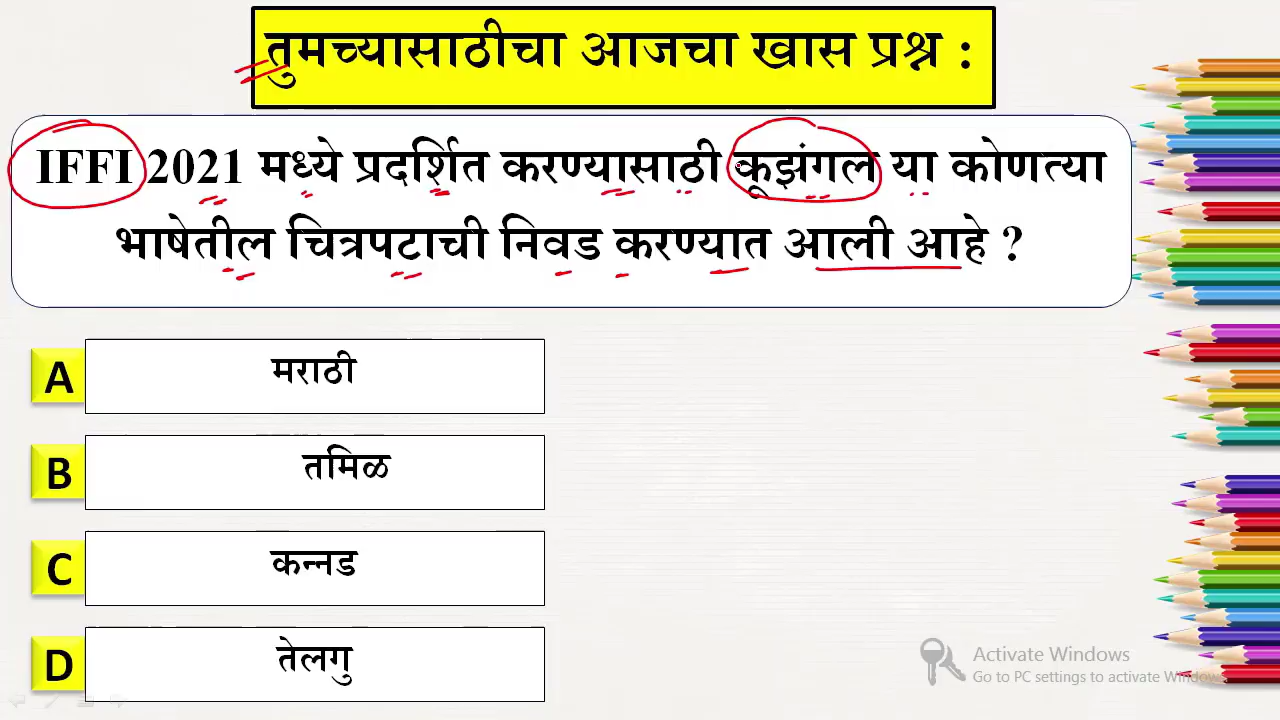 तुमच्यासाठीचा आजचा खास प्रश्न :
IFFI 2021 मध्ये प्रदर्शित करण्यासाठी कूझंगल या कोणत्या
भाषेतील चित्रपटाची निवड करण्यात आली आहे ?
A मराठी
B तमिळ
C कन्नड
D तेलगु
Activate Windows
Go to PC settings to activate Windows